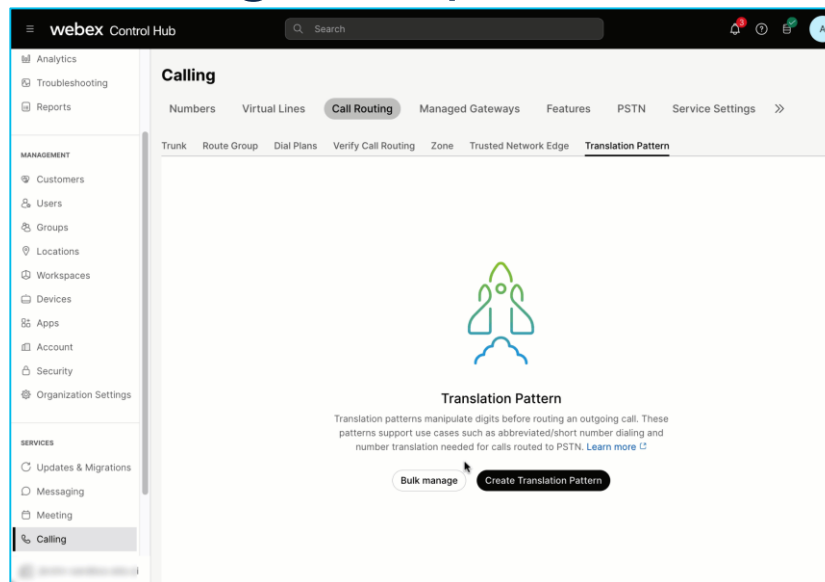 webex Control Hub
Search
3
A
Analytics
Troubleshooting
Reports
MANAGEMENT
Customers
Users
Groups
Locations
Workspaces
Devices
Apps
Account
Security
Organization Settings
SERVICES
Updates & Migrations
Messaging
Meeting
Calling
Calling
Numbers Virtual Lines Call Routing Managed Gateways Features PSTN Service Settings
Trunk Route Group Dial Plans Verify Call Routing Zone Trusted Network Edge Translation Pattern
Translation Pattern
Translation patterns manipulate digits before routing an outgoing call. These
patterns support use cases such as abbreviated/short number dialing and
number translation needed for calls routed to PSTN. Learn more
Bulk manage Create Translation Pattern